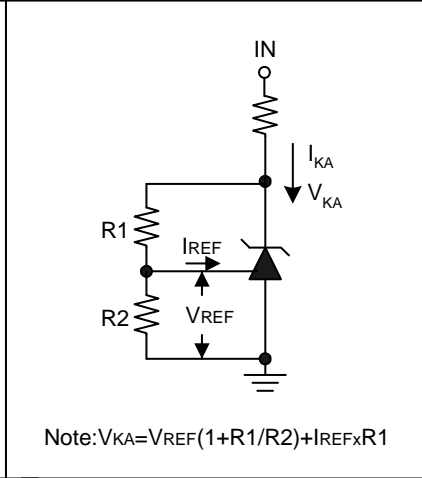 IN
IKA
VKA
R1
IREF
R2
VREF
Note:VKA=VREF(1+R1/R2)+IREFxR1